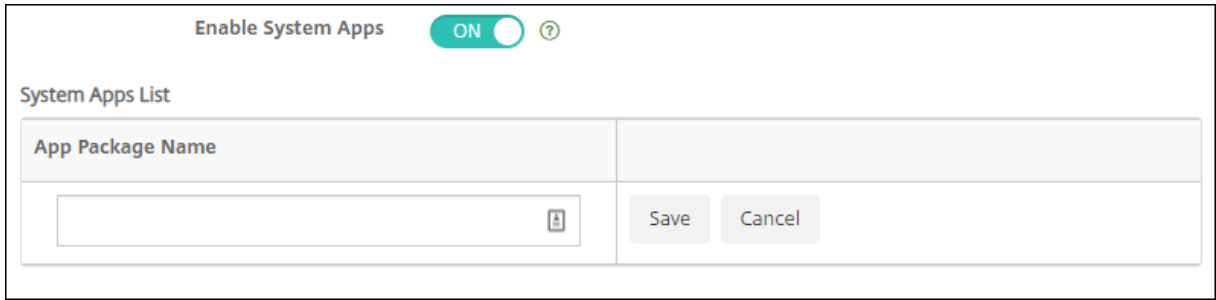 Enable System Apps ON ?
System Apps List
App Package Name
Save Cancel